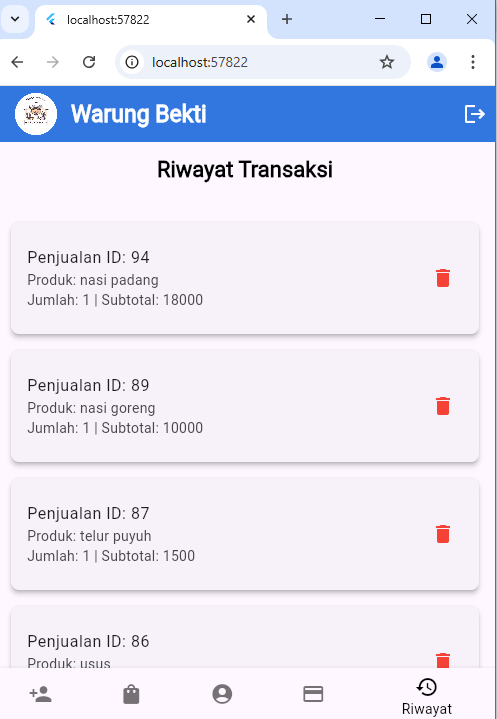 localhost:57822
localhost:57822
Warung Bekti
Riwayat Transaksi
Penjualan ID: 94
Produk: nasi padang
Jumlah: 1 | Subtotal: 18000
Penjualan ID: 89
Produk: nasi goreng
Jumlah: 1 | Subtotal: 10000
Penjualan ID: 87
Produk: telur puyuh
Jumlah: 1 | Subtotal: 1500
Penjualan ID: 86
Produk: usus
Riwayat